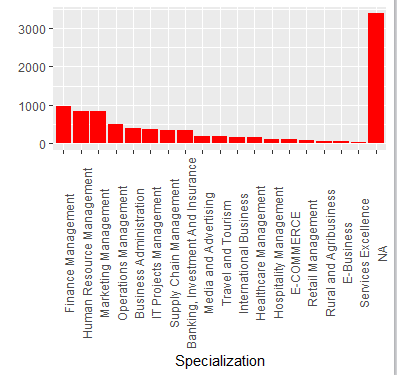 3000
2000
1000
0
Finance Management
Human Resource Management
Marketing Management
Operations Management
Business Administration
IT Projects Management
Supply Chain Management
Banking, Investment And Insurance
Media and Advertising
Travel and Tourism
International Business
Healthcare Management
Hospitality Management
E-COMMERCE
Retail Management
Rural and Agribusiness
E-Business
Services Excellence
NA
Specialization